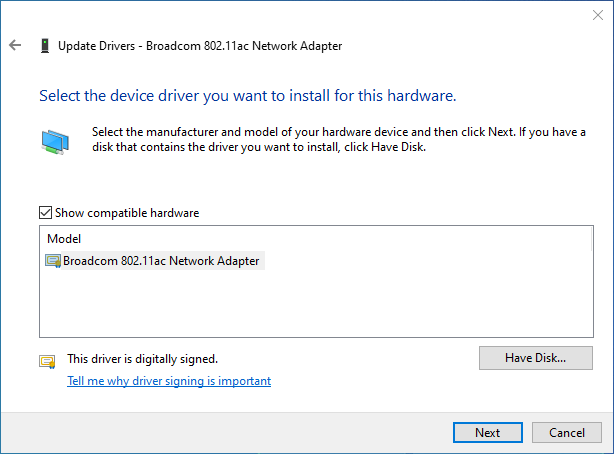 Update Drivers - Broadcom 802.11ac Network Adapter
Select the device driver you want to install for this hardware.
Select the manufacturer and model of your hardware device and then click Next. If you have a
disk that contains the driver you want to install, click Have Disk.
Show compatible hardware
Model
Broadcom 802.11ac Network Adapter
This driver is digitally signed.
Have Disk...
Tell me why driver signing is important
Next
Cancel